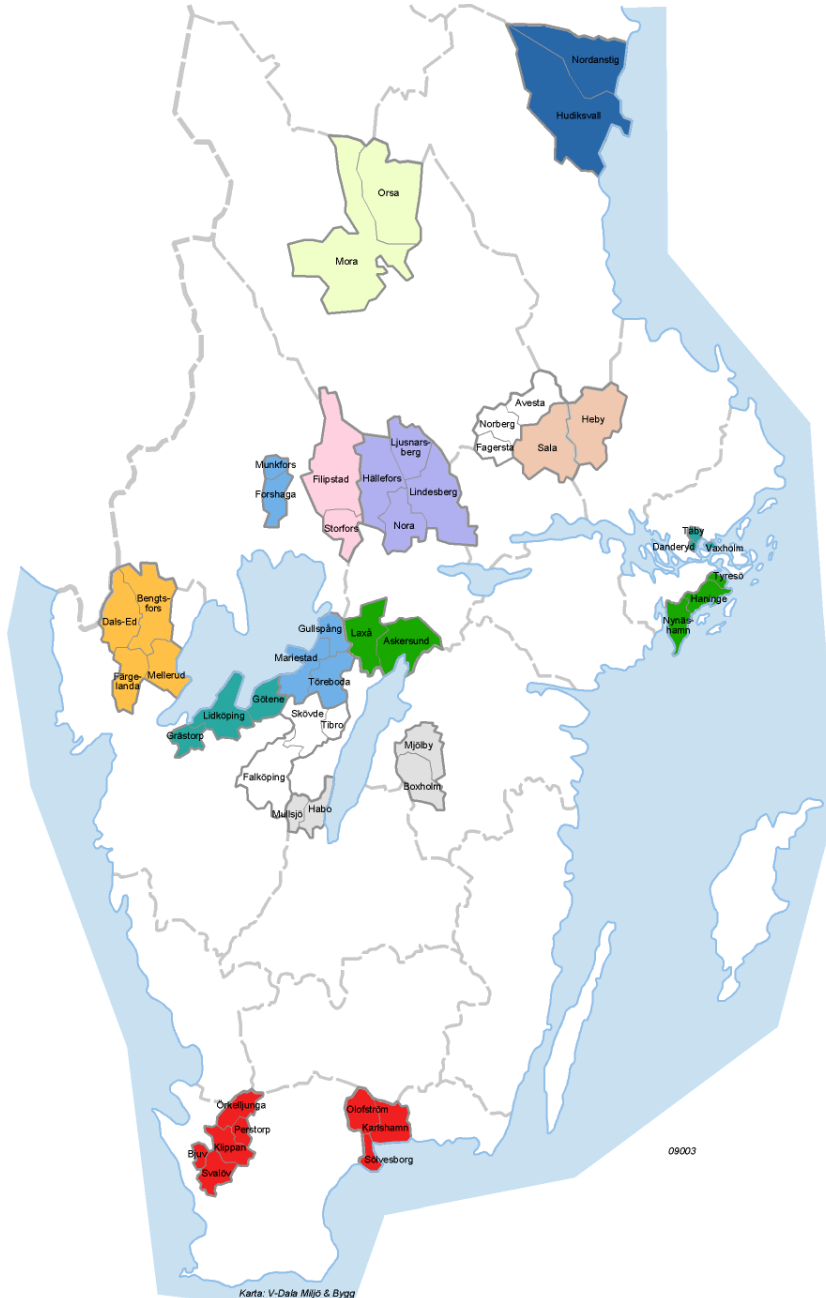 Nordanstig
Hudiksvall
Orsa
Mora
Avesta
Norberg
Fagersta
Sala
Heby
Munkfors
Forshaga
Filipstad
Storfors
Ljusnars-
berg
Hällefors
Lindesberg
Nora
Täby
Danderyd
Vaxholm
Tyresö
Haninge
Nynäs-
hamn
Bengts-
fors
Dals-Ed
Färge-
landa
Mellerud
Gullspång
Mariestad
Töreboda
Laxå
Askersund
Götene
Lidköping
Grästorp
Skövde
Tibro
Falköping
Mullsjö
Habo
Mjölby
Boxholm
Örkelljunga
Perstorp
Klippan
Bjuv
Svalöv
Olofström
Karlshamn
Sölvesborg
09003
Karta: V-Dala Miljö & Bygg